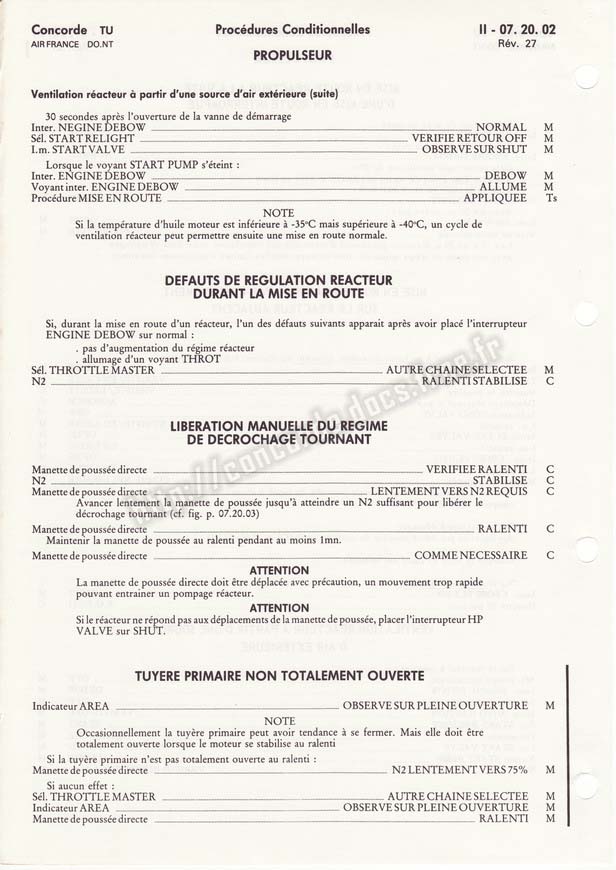 Concorde TU Procédures Conditionnelles II - 07. 20. 02
AIR FRANCE DO.NT Rév. 27
PROPULSEUR
Ventilation réacteur à partir d'une source d'air extérieure (suite)
30 secondes après l'ouverture de la vanne de démarrage
Inter. NEGINE DEBOW NORMAL M
Sél. START RELIGHT VERIFIE RETOUR OFF M
I.m. START VALVE OBSERVE SUR SHUT M
Lorsque le voyant START PUMP s'éteint :
Inter. ENGINE DEBOW DEBOW M
Voyant inter. ENGINE DEBOW ALLUME M
Procédure MISE EN ROUTE APPLIQUEE Ts
NOTE
Si la température d'huile moteur est inférieure à -35°C mais supérieure à -40°C, un cycle de
ventilation réacteur peut permettre ensuite une mise en route normale.
DEFAUTS DE REGULATION REACTEUR
DURANT LA MISE EN ROUTE
Si, durant la mise en route d'un réacteur, l'un des défauts suivants apparait après avoir placé l'interrupteur
ENGINE DEBOW sur normal :
. pas d'augmentation du régime réacteur
. allumage d'un voyant THROT
Sél. THROTTLE MASTER AUTRE CHAINE SELECTEE M
N2 RALENTI STABILISE C
LIBERATION MANUELLE DU REGIME
DE DECROCHAGE TOURNANT
Manette de poussée directe VERIFIEE RALENTI C
N2 STABILISE C
Manette de poussée directe LENTEMENT VERS N2 REQUIS C
Avancer lentement la manette de poussée jusqu'à atteindre un N2 suffisant pour libérer le
décrochage tournant (cf. fig. p. 07.20.03)
Manette de poussée directe RALENTI C
Maintenir la manette au ralenti pendant au moins 1mn.
Manette de poussée directe COMME NECESSAIRE C
ATTENTION
La manette de poussée directe doit être déplacée avec précaution, un mouvement trop rapide
pouvant entrainer un pompage réacteur.
ATTENTION
Si le réacteur ne répond pas aux déplacements de la manette de poussée, placer l'interrupteur HP
VALVE sur SHUT.
TUYERE PRIMAIRE NON TOTALEMENT OUVERTE
Indicateur AREA OBSERVE SUR PLEINE OUVERTURE M
NOTE
Occasionnellement la tuyère primaire peut avoir tendance à se fermer. Mais elle doit être
totalement ouverte lorsque le moteur se stabilise au ralenti
Si la tuyère primaire n'est pas totalement ouverte au ralenti :
Manette de poussée directe N2 LENTEMENT VERS 75% M
Si aucun effet :
Sél. THROTTLE MASTER AUTRE CHAINE SELECTEE M
Indicateur AREA OBSERVE SUR PLEINE OUVERTURE M
Manette de poussée directe RALENTI M